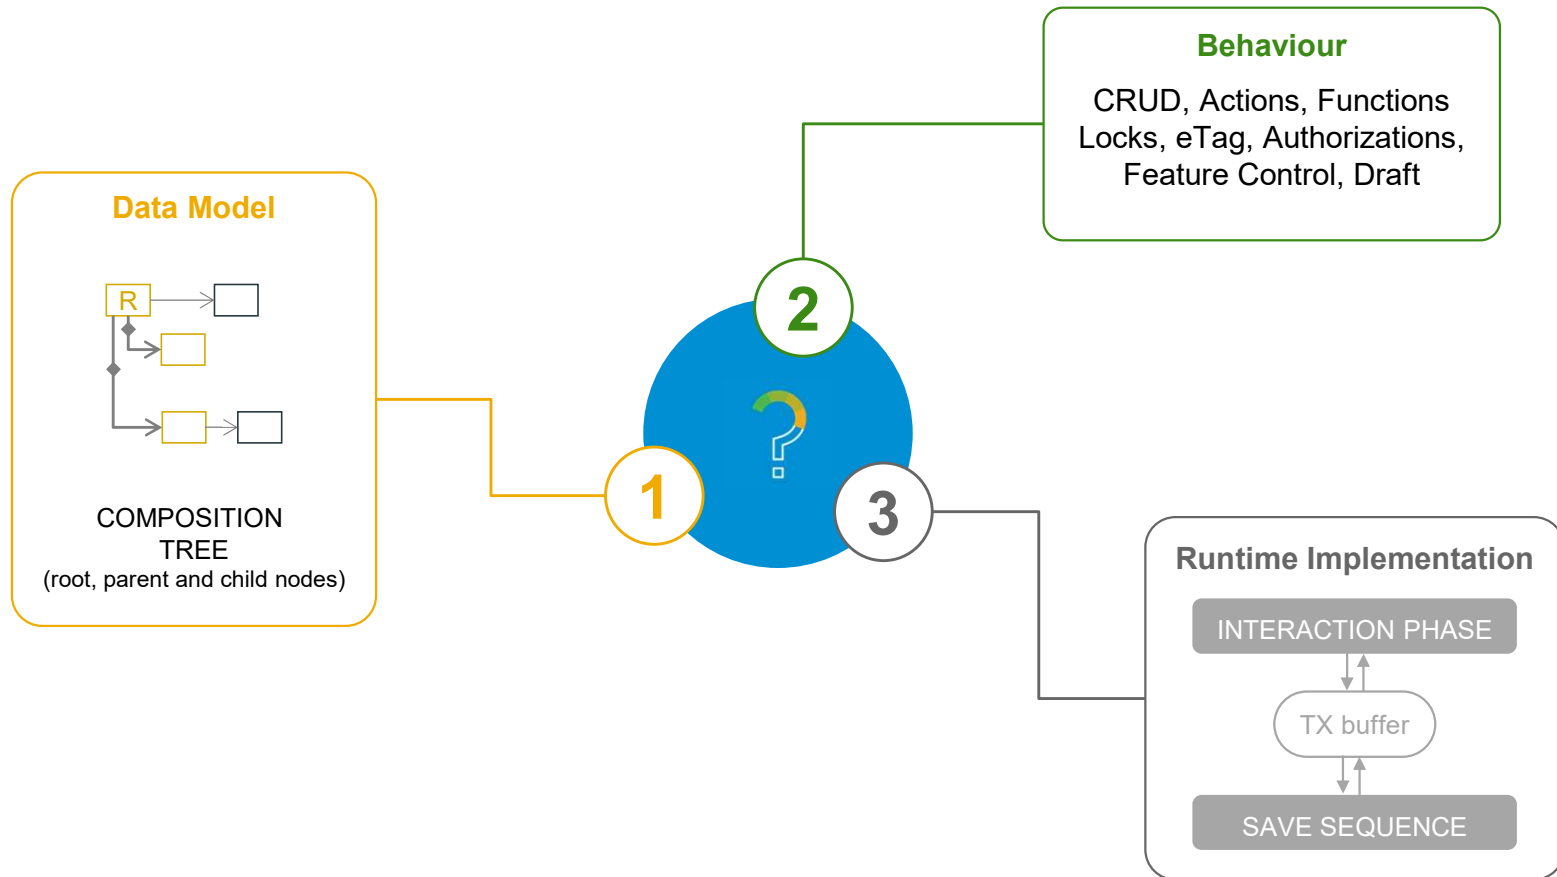 Behaviour
CRUD, Actions, Functions
Locks, eTag, Authorizations,
Feature Control, Draft
Data Model
R
COMPOSITION
TREE
(root, parent and child nodes)
2
?
1
3
Runtime Implementation
INTERACTION PHASE
TX buffer
SAVE SEQUENCE